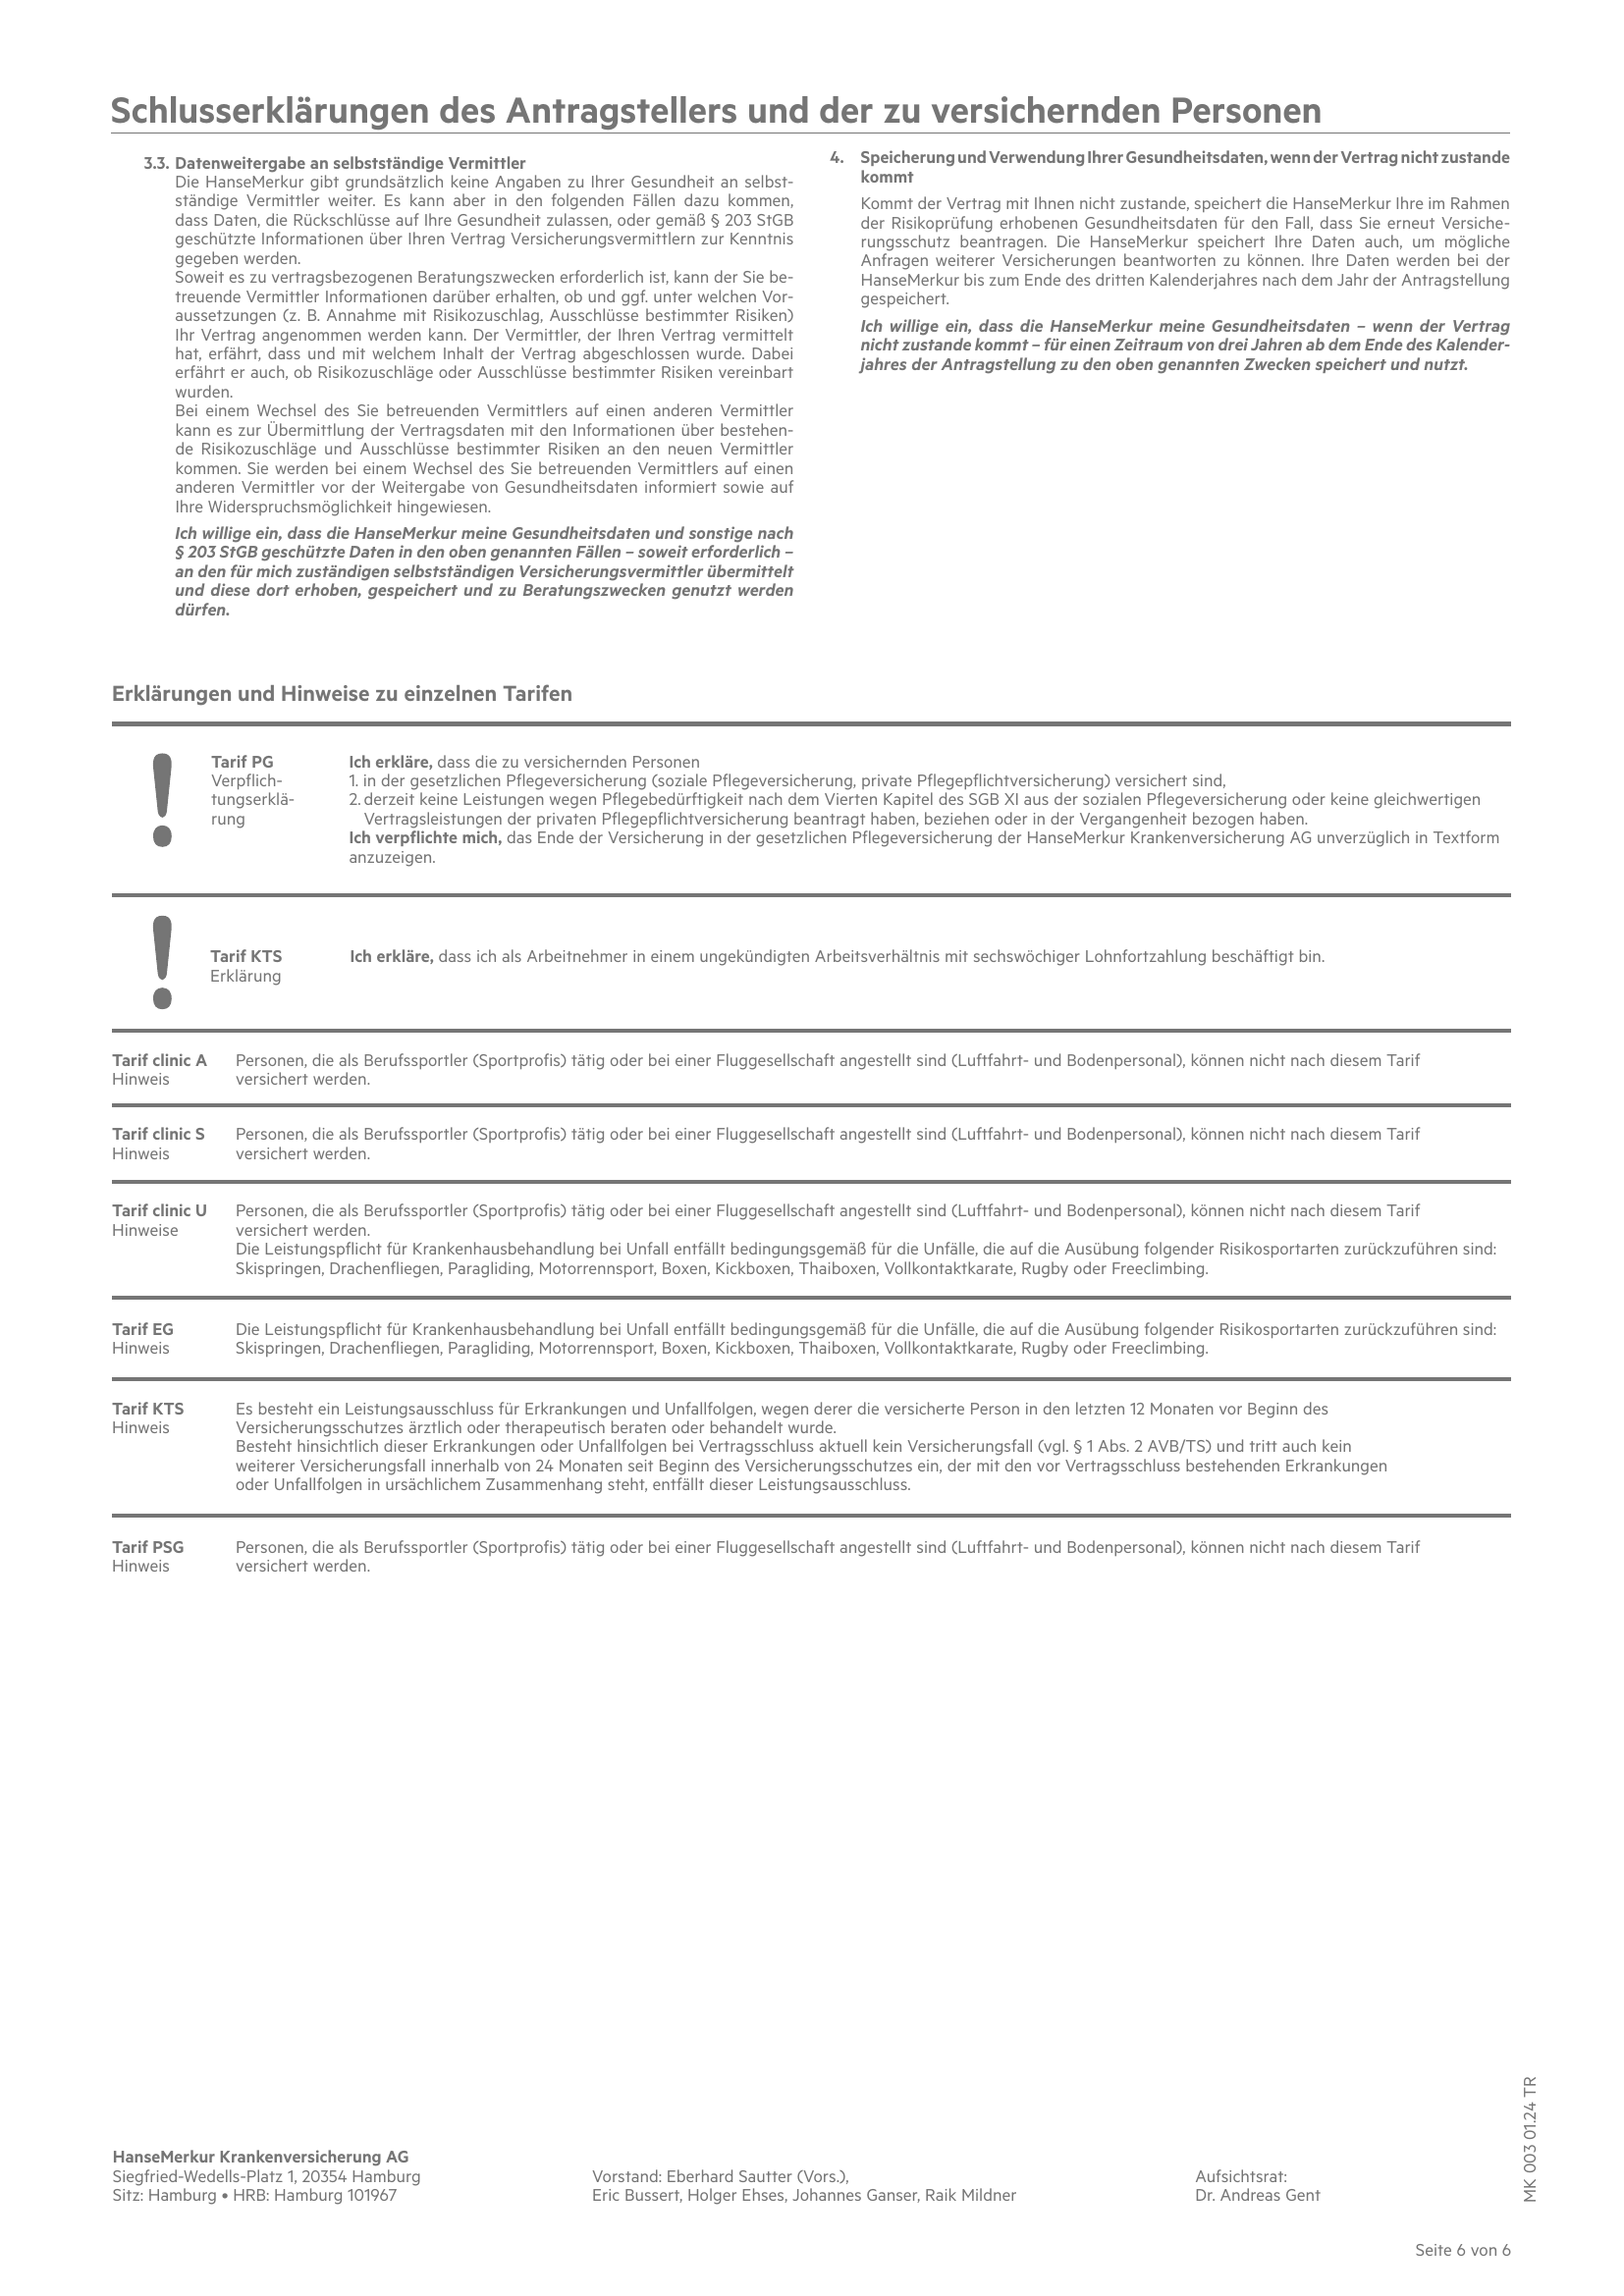 Schlusserklärungen des Antragstellers und der zu versichernden Personen
3.3. Datenweitergabe an selbstständige Vermittler
Die HanseMerkur gibt grundsätzlich keine Angaben zu Ihrer Gesundheit an selbst-
ständige Vermittler weiter. Es kann aber in den folgenden Fällen dazu kommen,
dass Daten, die Rückschlüsse auf Ihre Gesundheit zulassen, oder gemäß § 203 StGB
geschützte Informationen über Ihren Vertrag Versicherungsvermittlern zur Kenntnis
gegeben werden.
Soweit es zu vertragsbezogenen Beratungszwecken erforderlich ist, kann der Sie be-
treuende Vermittler Informationen darüber erhalten, ob und ggf. unter welchen Vor-
aussetzungen (z. B. Annahme mit Risikozuschlag, Ausschlüsse bestimmter Risiken)
Ihr Vertrag angenommen werden kann. Der Vermittler, der Ihren Vertrag vermittelt
hat, erfährt, dass und mit welchem Inhalt der Vertrag abgeschlossen wurde. Dabei
erfährt er auch, ob Risikozuschläge oder Ausschlüsse bestimmter Risiken vereinbart
wurden.
Bei einem Wechsel des Sie betreuenden Vermittlers auf einen anderen Vermittler
kann es zur Übermittlung der Vertragsdaten mit den Informationen über bestehen-
de Risikozuschläge und Ausschlüsse bestimmter Risiken an den neuen Vermittler
kommen. Sie werden bei einem Wechsel des Sie betreuenden Vermittlers auf einen
anderen Vermittler vor der Weitergabe von Gesundheitsdaten informiert sowie auf
Ihre Widerspruchsmöglichkeit hingewiesen.
Ich willige ein, dass die HanseMerkur meine Gesundheitsdaten und sonstige nach
§ 203 StGB geschützte Daten in den oben genannten Fällen – soweit erforderlich –
an den für mich zuständigen selbstständigen Versicherungsvermittler übermittelt
und diese dort erhoben, gespeichert und zu Beratungszwecken genutzt werden
dürfen.
4. Speicherung und Verwendung Ihrer Gesundheitsdaten, wenn der Vertrag nicht zustande
kommt
Kommt der Vertrag mit Ihnen nicht zustande, speichert die HanseMerkur Ihre im Rahmen
der Risikoprüfung erhobenen Gesundheitsdaten für den Fall, dass Sie erneut Versiche-
rungsschutz beantragen. Die HanseMerkur speichert Ihre Daten auch, um mögliche
Anfragen weiterer Versicherungen beantworten zu können. Ihre Daten werden bei der
HanseMerkur bis zum Ende des dritten Kalenderjahres nach dem Jahr der Antragstellung
gespeichert.
Ich willige ein, dass die HanseMerkur meine Gesundheitsdaten – wenn der Vertrag
nicht zustande kommt – für einen Zeitraum von drei Jahren ab dem Ende des Kalender-
jahres der Antragstellung zu den oben genannten Zwecken speichert und nutzt.
Erklärungen und Hinweise zu einzelnen Tarifen
!
Tarif PG
Verpflich-
tungserklä-
rung
Ich erkläre, dass die zu versichernden Personen
1. in der gesetzlichen Pflegeversicherung (soziale Pflegeversicherung, private Pflegepflichtversicherung) versichert sind,
2. derzeit keine Leistungen wegen Pflegebedürftigkeit nach dem Vierten Kapitel des SGB XI aus der sozialen Pflegeversicherung oder keine gleichwertigen
Vertragsleistungen der privaten Pflegepflichtversicherung beantragt haben, beziehen oder in der Vergangenheit bezogen haben.
Ich verpflichte mich, das Ende der Versicherung in der gesetzlichen Pflegeversicherung der HanseMerkur Krankenversicherung AG unverzüglich in Textform
anzuzeigen.
!
Tarif KTS
Erklärung
Ich erkläre, dass ich als Arbeitnehmer in einem ungekündigten Arbeitsverhältnis mit sechswöchiger Lohnfortzahlung beschäftigt bin.
Tarif clinic A
Hinweis
Personen, die als Berufssportler (Sportprofis) tätig oder bei einer Fluggesellschaft angestellt sind (Luftfahrt- und Bodenpersonal), können nicht nach diesem Tarif
versichert werden.
Tarif clinic S
Hinweis
Personen, die als Berufssportler (Sportprofis) tätig oder bei einer Fluggesellschaft angestellt sind (Luftfahrt- und Bodenpersonal), können nicht nach diesem Tarif
versichert werden.
Tarif clinic U
Hinweise
Personen, die als Berufssportler (Sportprofis) tätig oder bei einer Fluggesellschaft angestellt sind (Luftfahrt- und Bodenpersonal), können nicht nach diesem Tarif
versichert werden.
Die Leistungspflicht für Krankenhausbehandlung bei Unfall entfällt bedingungsgemäß für die Unfälle, die auf die Ausübung folgender Risikosportarten zurückzuführen sind:
Skispringen, Drachenfliegen, Paragliding, Motorrennsport, Boxen, Kickboxen, Thaiboxen, Vollkontaktkarate, Rugby oder Freeclimbing.
Tarif EG
Hinweis
Die Leistungspflicht für Krankenhausbehandlung bei Unfall entfällt bedingungsgemäß für die Unfälle, die auf die Ausübung folgender Risikosportarten zurückzuführen sind:
Skispringen, Drachenfliegen, Paragliding, Motorrennsport, Boxen, Kickboxen, Thaiboxen, Vollkontaktkarate, Rugby oder Freeclimbing.
Tarif KTS
Hinweis
Es besteht ein Leistungsausschluss für Erkrankungen und Unfallfolgen, wegen derer die versicherte Person in den letzten 12 Monaten vor Beginn des
Versicherungsschutzes ärztlich oder therapeutisch beraten oder behandelt wurde.
Besteht hinsichtlich dieser Erkrankungen oder Unfallfolgen bei Vertragsschluss aktuell kein Versicherungsfall (vgl. § 1 Abs. 2 AVB/TS) und tritt auch kein
weiterer Versicherungsfall innerhalb von 24 Monaten seit Beginn des Versicherungsschutzes ein, der mit den vor Vertragsschluss bestehenden Erkrankungen
oder Unfallfolgen in ursächlichem Zusammenhang steht, entfällt dieser Leistungsausschluss.
Tarif PSG
Hinweis
Personen, die als Berufssportler (Sportprofis) tätig oder bei einer Fluggesellschaft angestellt sind (Luftfahrt- und Bodenpersonal), können nicht nach diesem Tarif
versichert werden.
HanseMerkur Krankenversicherung AG
Siegfried-Wedells-Platz 1, 20354 Hamburg
Sitz: Hamburg • HRB: Hamburg 101967
Vorstand: Eberhard Sautter (Vors.),
Eric Bussert, Holger Ehses, Johannes Ganser, Raik Mildner
Aufsichtsrat:
Dr. Andreas Gent
MK 003 01.24 TR
Seite 6 von 6